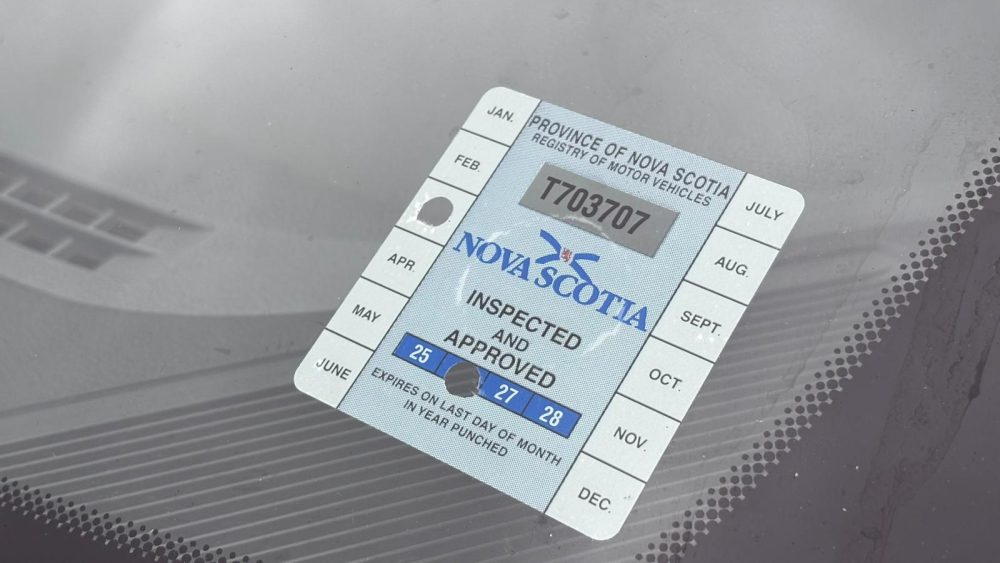 PROVINCE OF NOVA SCOTIA
REGISTRY OF MOTOR VEHICLES
T703707
NOVA SCOTIA
INSPECTED
AND
APPROVED
25 27 28
EXPIRES ON LAST DAY OF MONTH
IN YEAR PUNCHED
JAN.
FEB.
APR.
MAY
JUNE
JULY
AUG.
SEPT.
OCT.
NOV.
DEC.